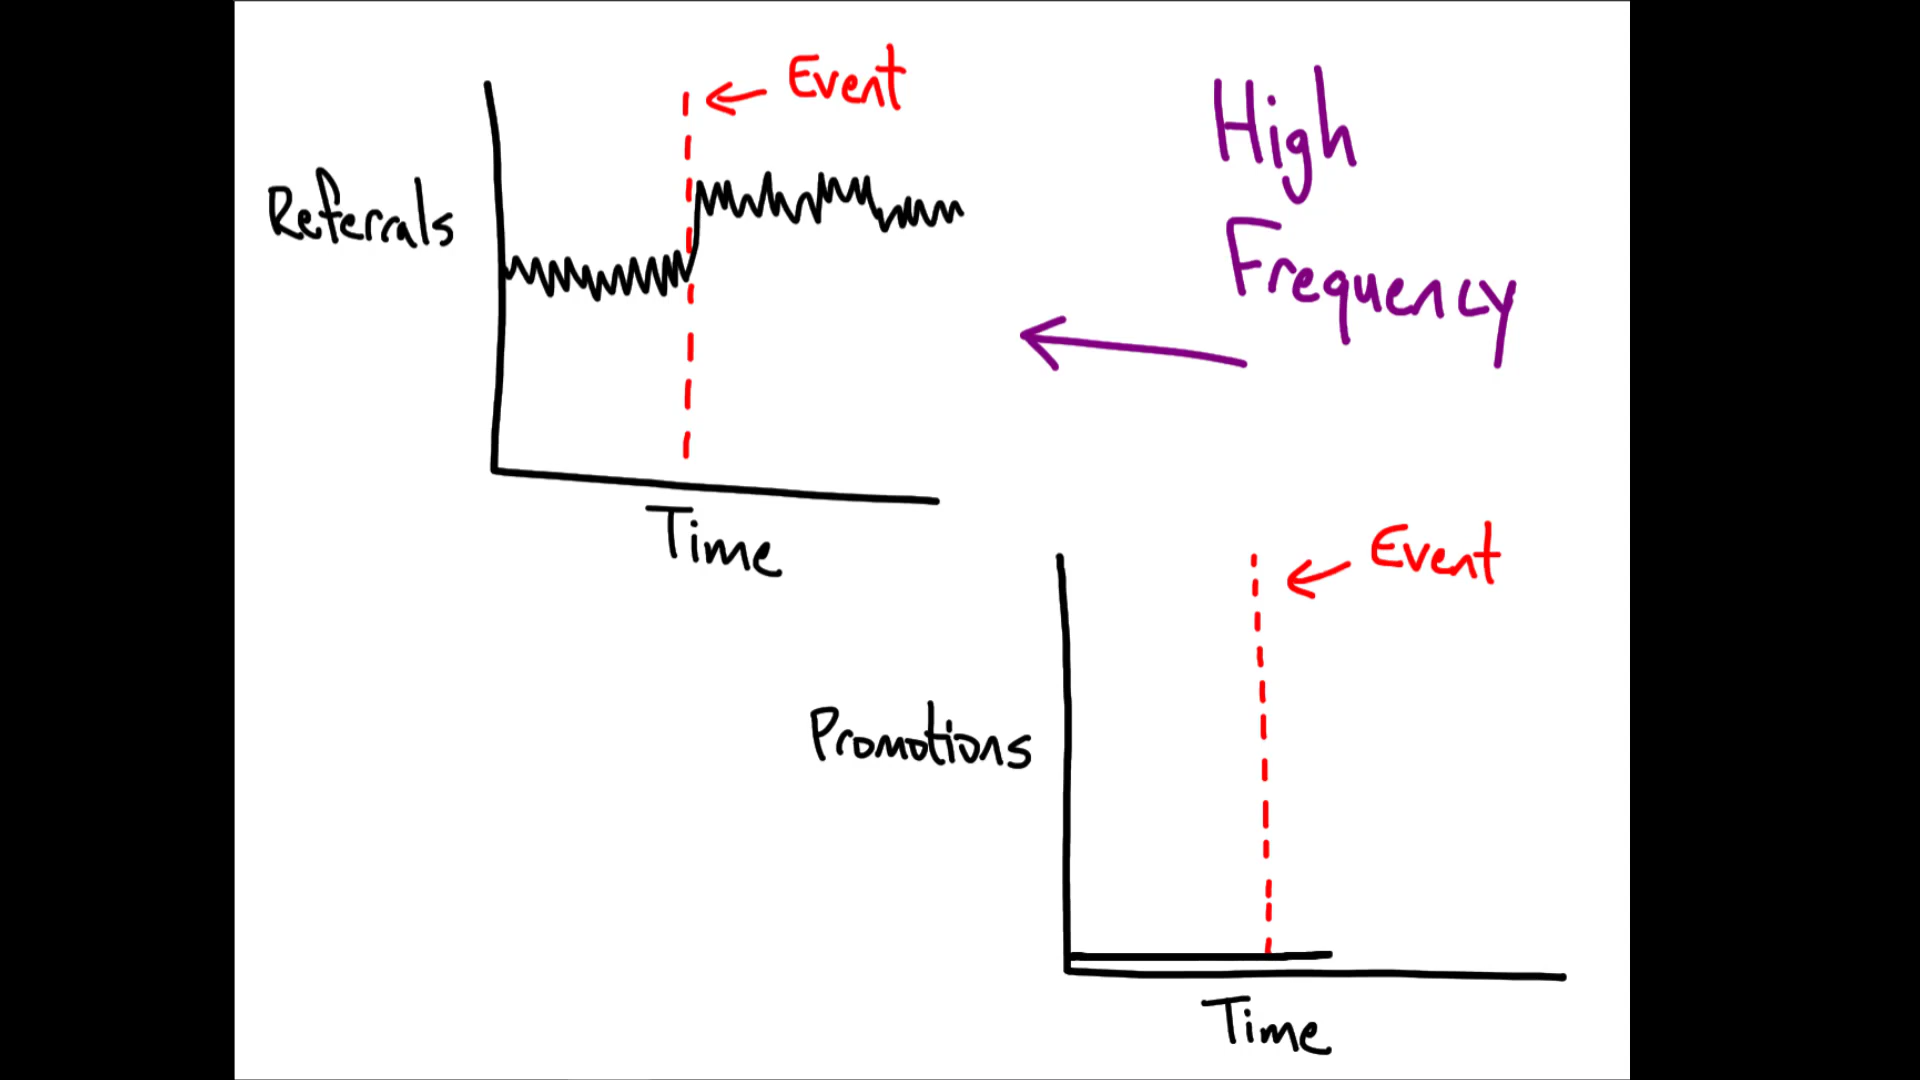 Event
Referrals
Time
High
Frequency
Event
Promotions
Time